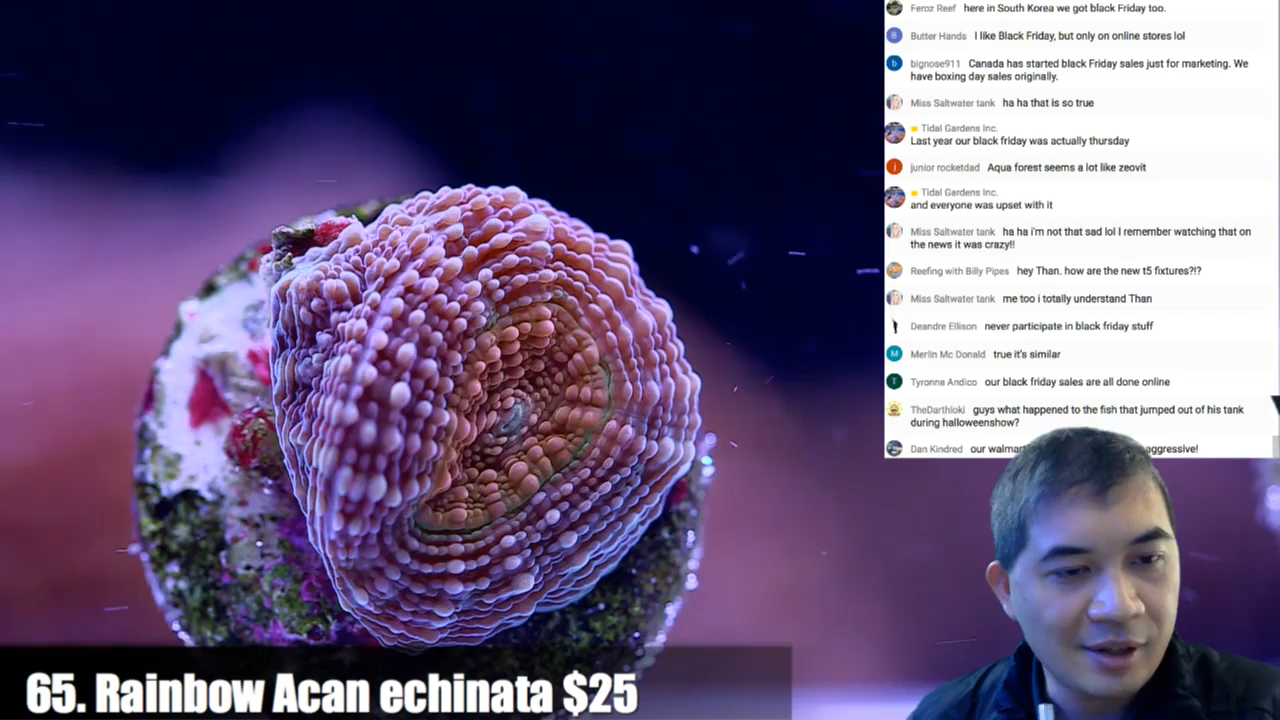 Feroz Reef here in South Korea we got black Friday too.
B Butter Hands I like Black Friday, but only on online stores lol
b bignose911 Canada has started black Friday sales just for marketing. We
have boxing day sales originally.
Miss Saltwater tank ha ha that is so true
Tidal Gardens Inc.
Last year our black friday was actually thursday
j junior rocketdad Aqua forest seems a lot like zeovit
Tidal Gardens Inc.
and everyone was upset with it
Miss Saltwater tank ha ha i'm not that sad lol I remember watching that on
the news it was crazy!!
Reefing with Billy Pipes hey Than. how are the new t5 fixtures?!?
Miss Saltwater tank me too i totally understand Than
Deandre Ellison never participate in black friday stuff
M Merlin Mc Donald true it's similar
T Tyronne Andico our black friday sales are all done online
TheDarthloki guys what happened to the fish that jumped out of his tank
during halloweenshow?
Dan Kindred our walmar aggressive!
65. Rainbow Acan echinata $25